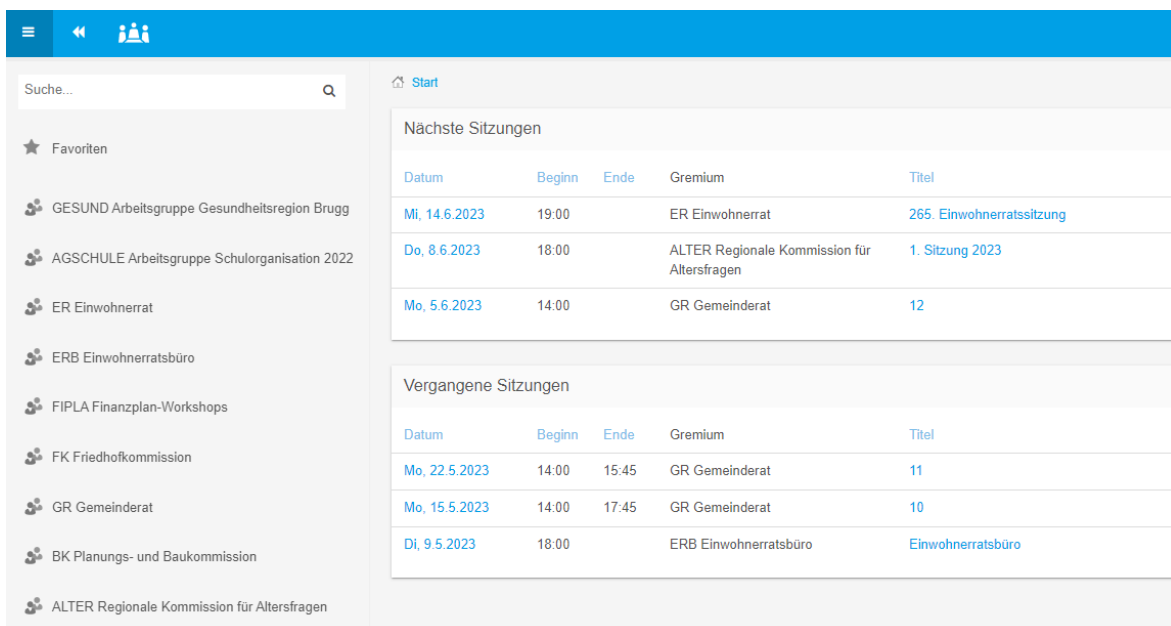 Suche...
Favoriten
GESUND Arbeitsgruppe Gesundheitsregion Brugg
AGSCHULE Arbeitsgruppe Schulorganisation 2022
ER Einwohnerrat
ERB Einwohnerratsbüro
FIPLA Finanzplan-Workshops
FK Friedhofkommission
GR Gemeinderat
BK Planungs- und Baukommission
ALTER Regionale Kommission für Altersfragen
Start
Nächste Sitzungen
Datum Beginn Ende Gremium Titel
Mi, 14.6.2023 19:00 ER Einwohnerrat 265. Einwohnerratssitzung
Do, 8.6.2023 18:00 ALTER Regionale Kommission für 1. Sitzung 2023
Altersfragen
Mo, 5.6.2023 14:00 GR Gemeinderat 12
Vergangene Sitzungen
Datum Beginn Ende Gremium Titel
Mo, 22.5.2023 14:00 15:45 GR Gemeinderat 11
Mo, 15.5.2023 14:00 17:45 GR Gemeinderat 10
Di, 9.5.2023 18:00 ERB Einwohnerratsbüro Einwohnerratsbüro